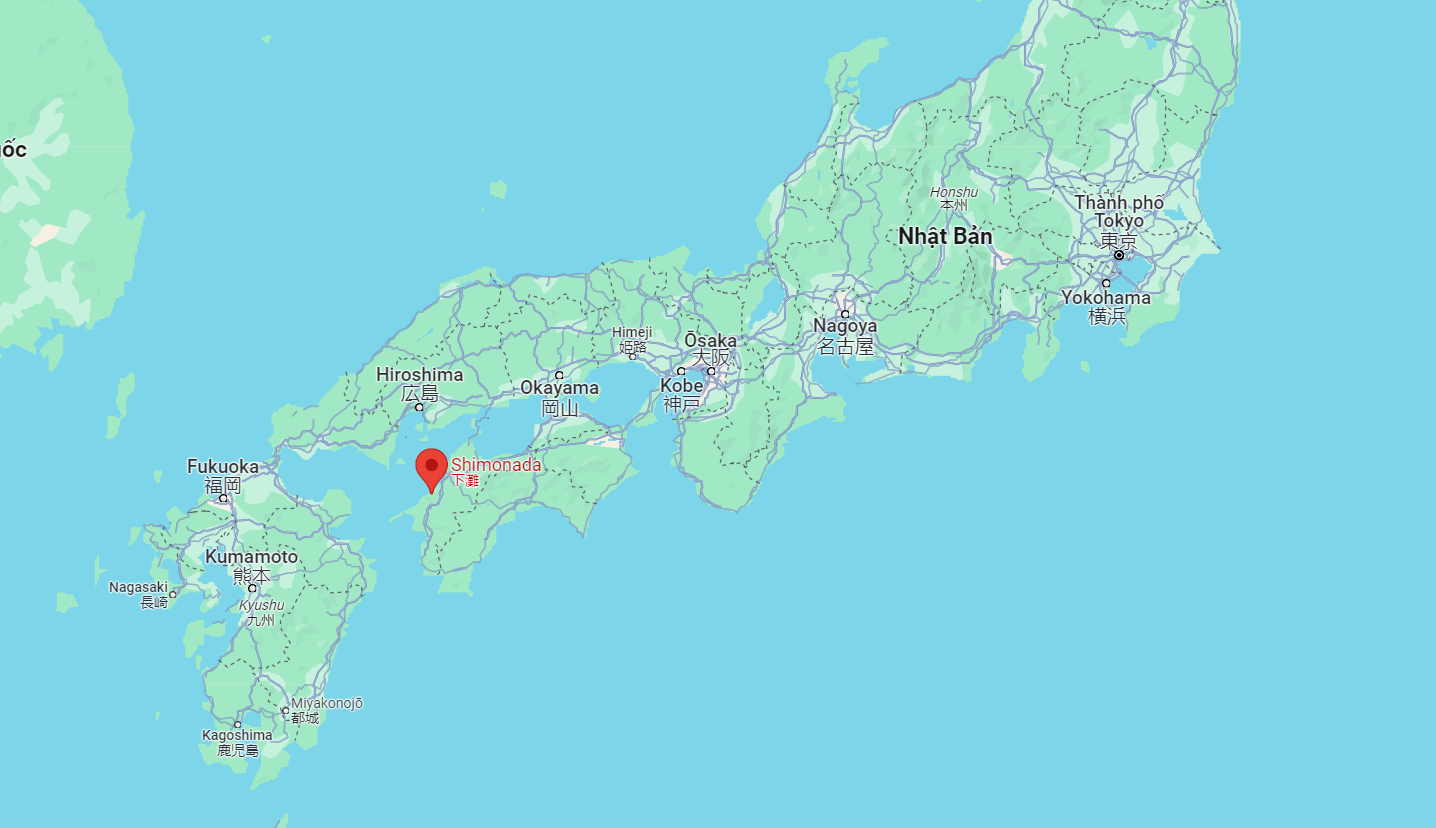 ốc
Honshu
本州
Thành phố
Tokyo
東京
Nhật Bản
Yokohama
横浜
Nagoya
名古屋
Himeji
姫路
Ōsaka
大阪
Kobe
神戸
Hiroshima
広島
Okayama
岡山
Shimonada
下灘
Fukuoka
福岡
Kumamoto
熊本
Nagasaki
長崎
Kyushu
九州
Miyakonojō
都城
Kagoshima
鹿児島